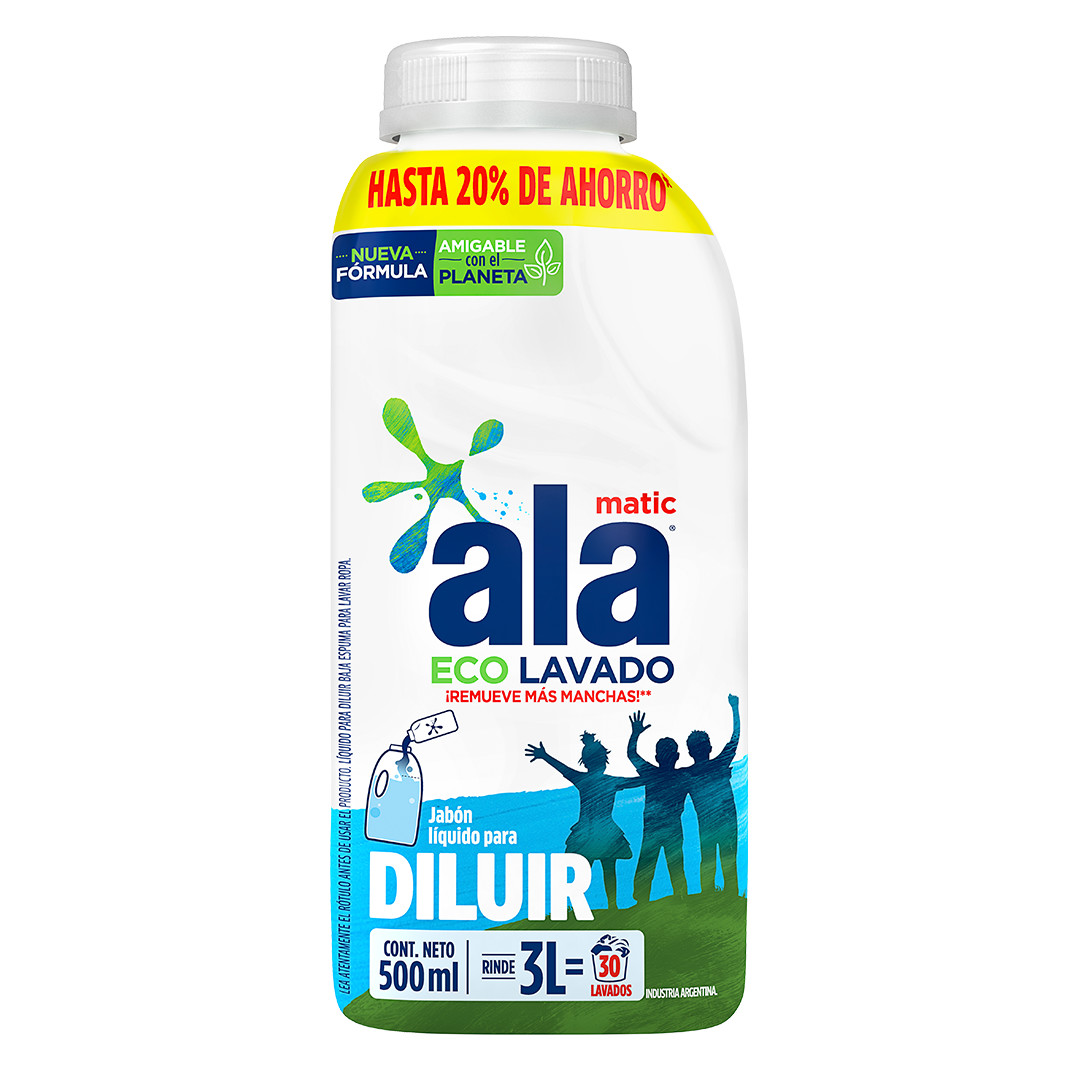 HASTA 20% DE AHORRO*
NUEVA
FÓRMULA
AMIGABLE
con el
PLANETA
matic
ala®
ECO LAVADO
¡REMUEVE MÁS MANCHAS!**
Jabón
líquido para
DILUIR
CONT. NETO
500 ml
RINDE 3L= 30
LAVADOS
INDUSTRIA ARGENTINA.
LEA ATENTAMENTE EL RÓTULO ANTES DE USAR EL PRODUCTO. LÍQUIDO PARA DILUIR BAJA ESPUMA PARA LAVAR ROPA.